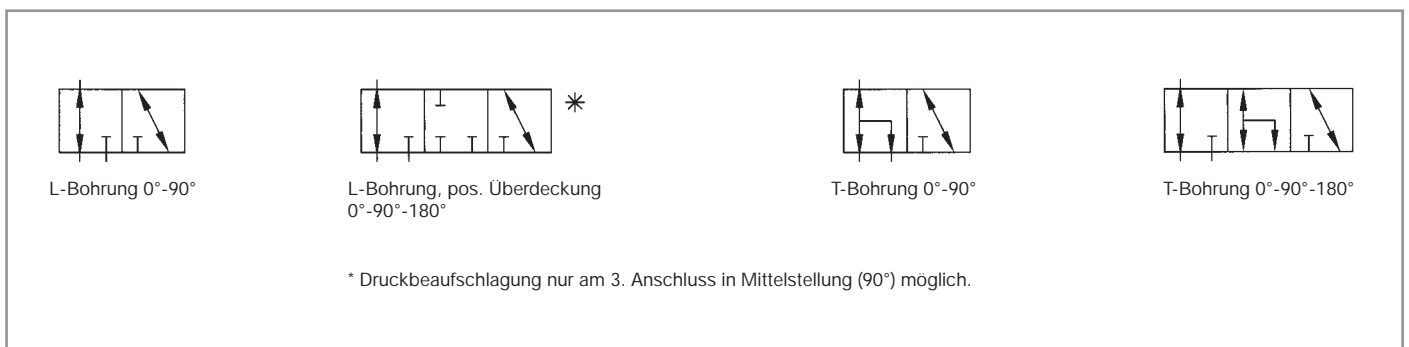 L-Bohrung 0°-90°
L-Bohrung, pos. Überdeckung
0°-90°-180°
T-Bohrung 0°-90°
T-Bohrung 0°-90°-180°
* Druckbeaufschlagung nur am 3. Anschluss in Mittelstellung (90°) möglich.